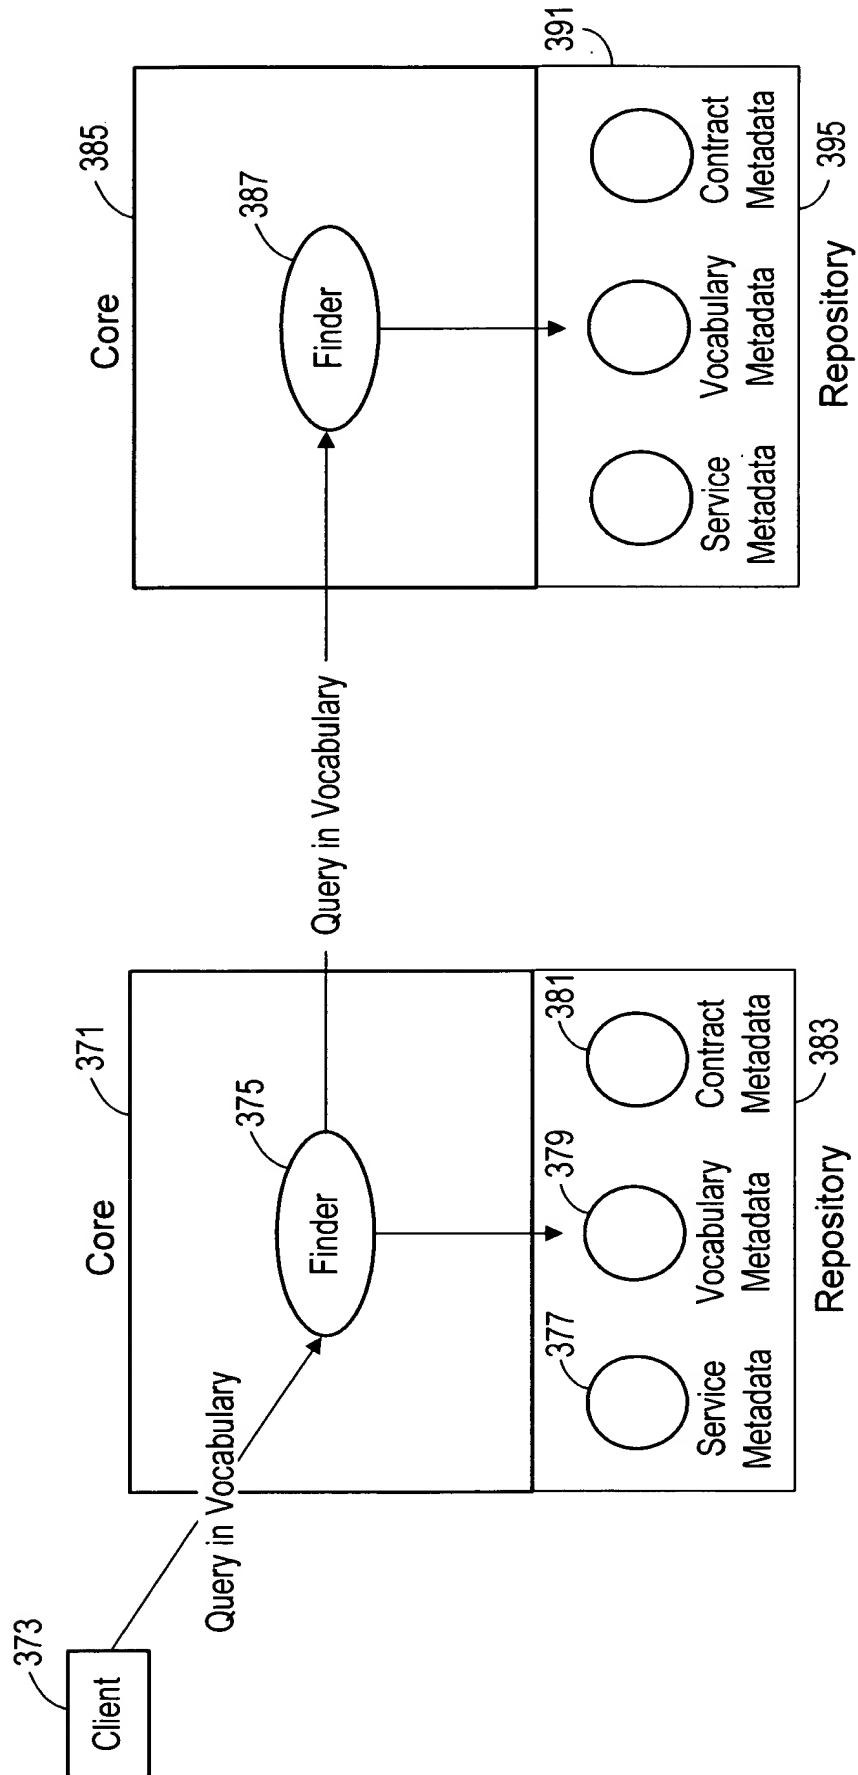 373
Client
Query in Vocabulary
Core
371
375
Finder
377
379
381
Service
Metadata
Vocabulary
Metadata
Contract
Metadata
383
Repository
Query in Vocabulary
Core
385
387
Finder
391
Service
Metadata
Vocabulary
Metadata
Contract
Metadata
395
Repository